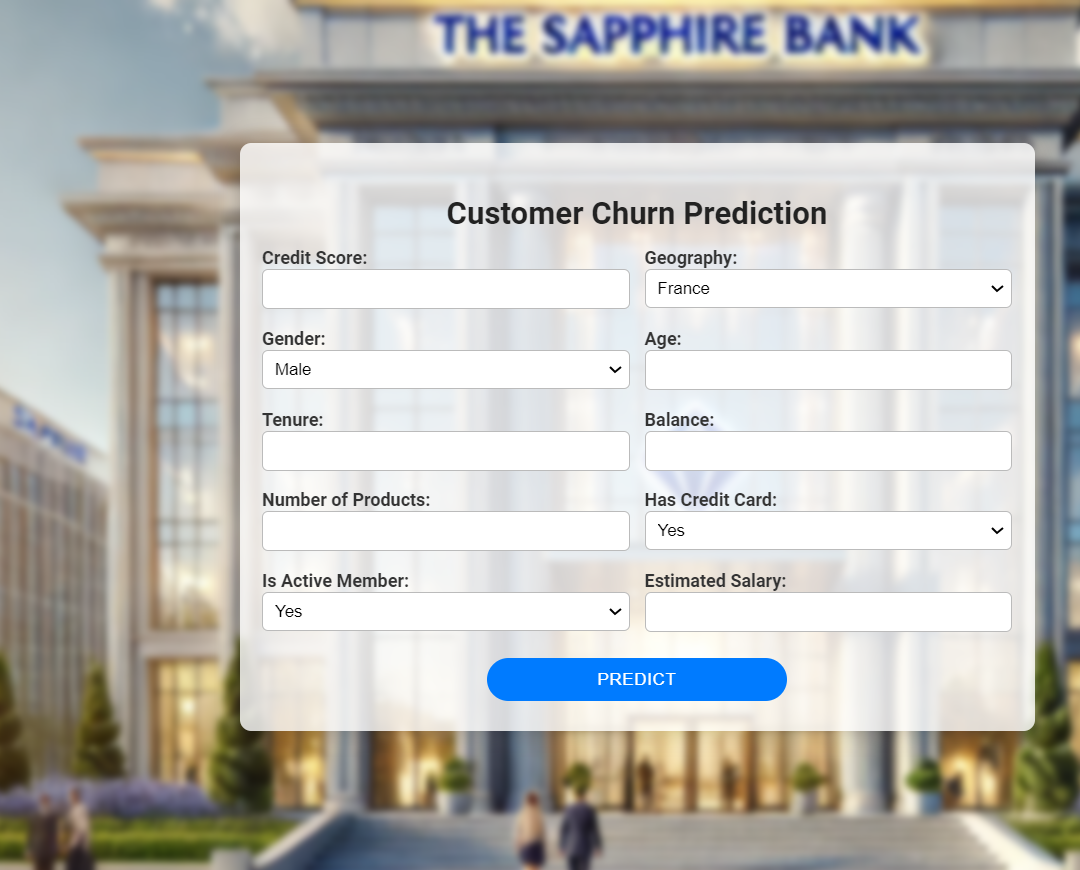 THE SAPPHIRE BANK
Customer Churn Prediction
Credit Score:
Geography:
France
Gender:
Male
Age:
Tenure:
Balance:
Number of Products:
Has Credit Card:
Yes
Is Active Member:
Yes
Estimated Salary:
PREDICT